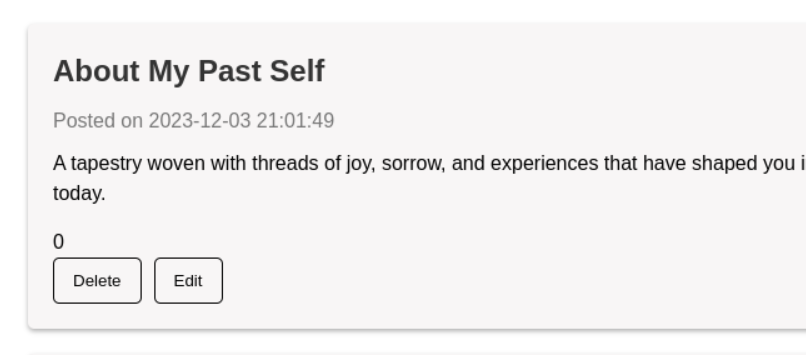 About My Past Self
Posted on 2023-12-03 21:01:49
A tapestry woven with threads of joy, sorrow, and experiences that have shaped you
today.
0
Delete Edit